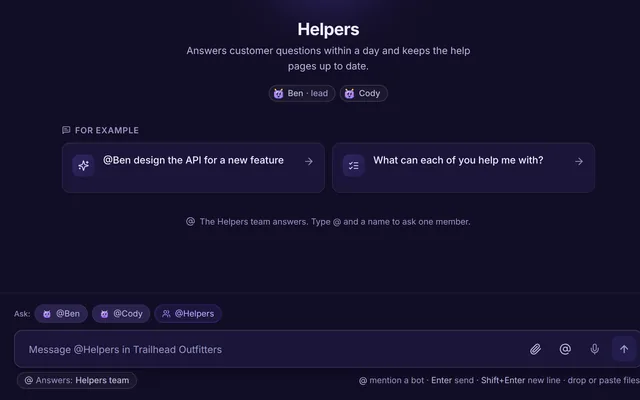 Helpers
Answers customer questions within a day and keeps the help
pages up to date.
Ben · lead
Cody
FOR EXAMPLE
@Ben design the API for a new feature
What can each of you help me with?
@ The Helpers team answers. Type @ and a name to ask one member.
Ask: @Ben @Cody @Helpers
Message @Helpers in Trailhead Outfitters
@ Answers: Helpers team
@ mention a bot · Enter send · Shift+Enter new line · drop or paste files